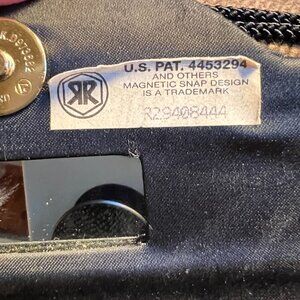 U.S. PAT. 4453294
AND OTHERS
MAGNETIC SNAP DESIGN
IS A TRADEMARK
R29408444